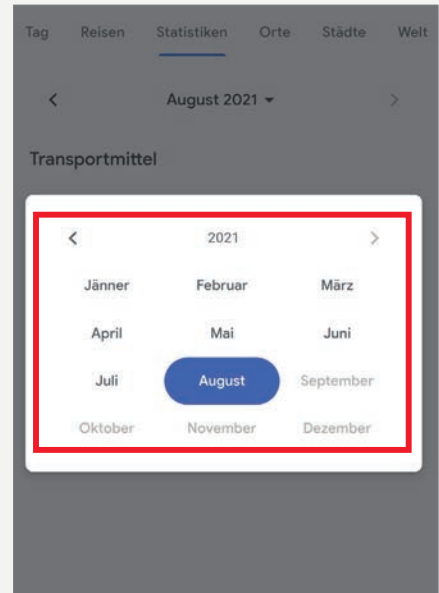 Tag Reisen Statistiken Orte Städte Welt
August 2021
Transportmittel
2021
Jänner Februar März
April Mai Juni
Juli August September
Oktober November Dezember